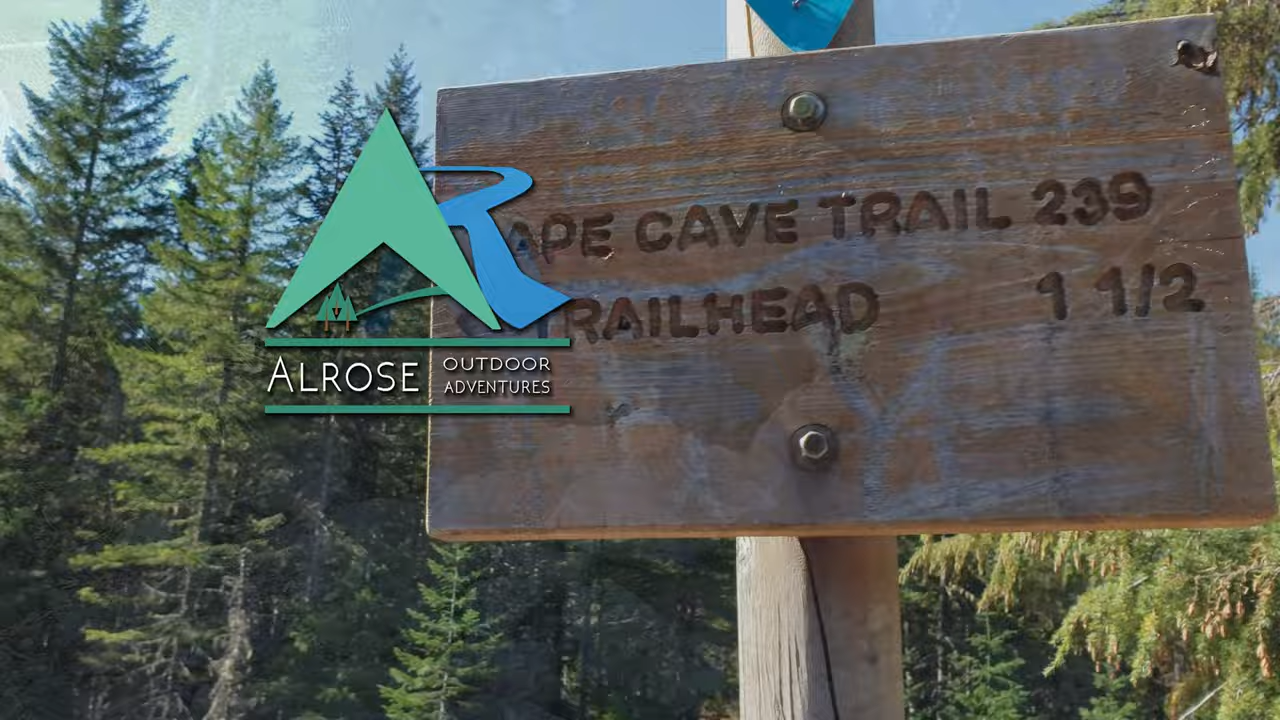 APE CAVE TRAIL 239
TRAILHEAD 1 1/2
ALROSE OUTDOOR ADVENTURES